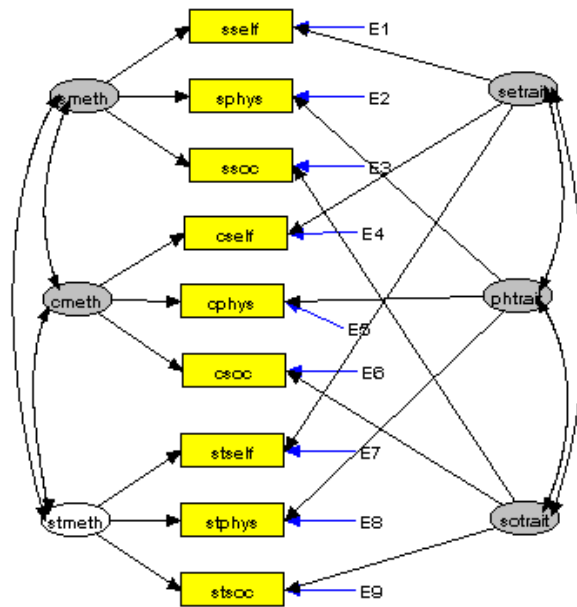 sself
E1
smeth
sphys
E2
setrait
ssoc
E3
cself
E4
cmeth
cphys
E5
phtrait
csoc
E6
stself
E7
stmeth
stphys
E8
sotrait
stsoc
E9